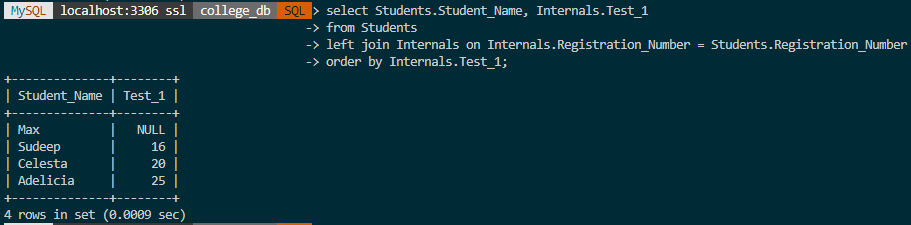 MySQL localhost:3306 ssl college_db SQL > select Students.Student_Name, Internals.Test_1
-> from Students
-> left join Internals on Internals.Registration_Number = Students.Registration_Number
-> order by Internals.Test_1;
+--------------+--------+
| Student_Name | Test_1 |
+--------------+--------+
| Max          |   NULL |
| Sudeep       |     16 |
| Celesta      |     20 |
| Adelicia     |     25 |
+--------------+--------+
4 rows in set (0.0009 sec)